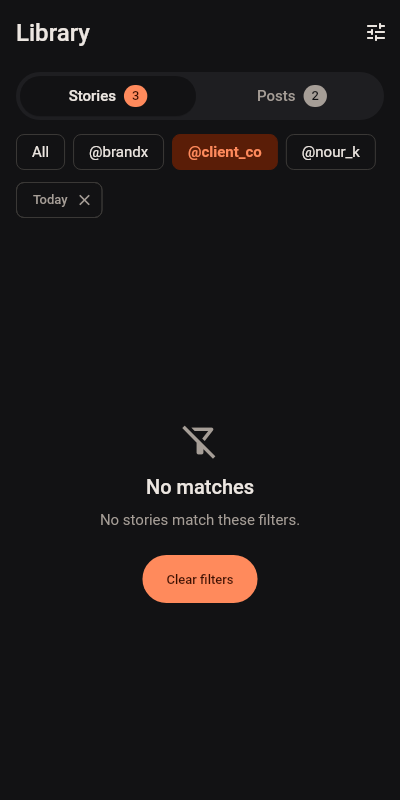 Library
Stories 3 Posts 2
All @brandx @client_co @nour_k
Today
No matches
No stories match these filters.
Clear filters